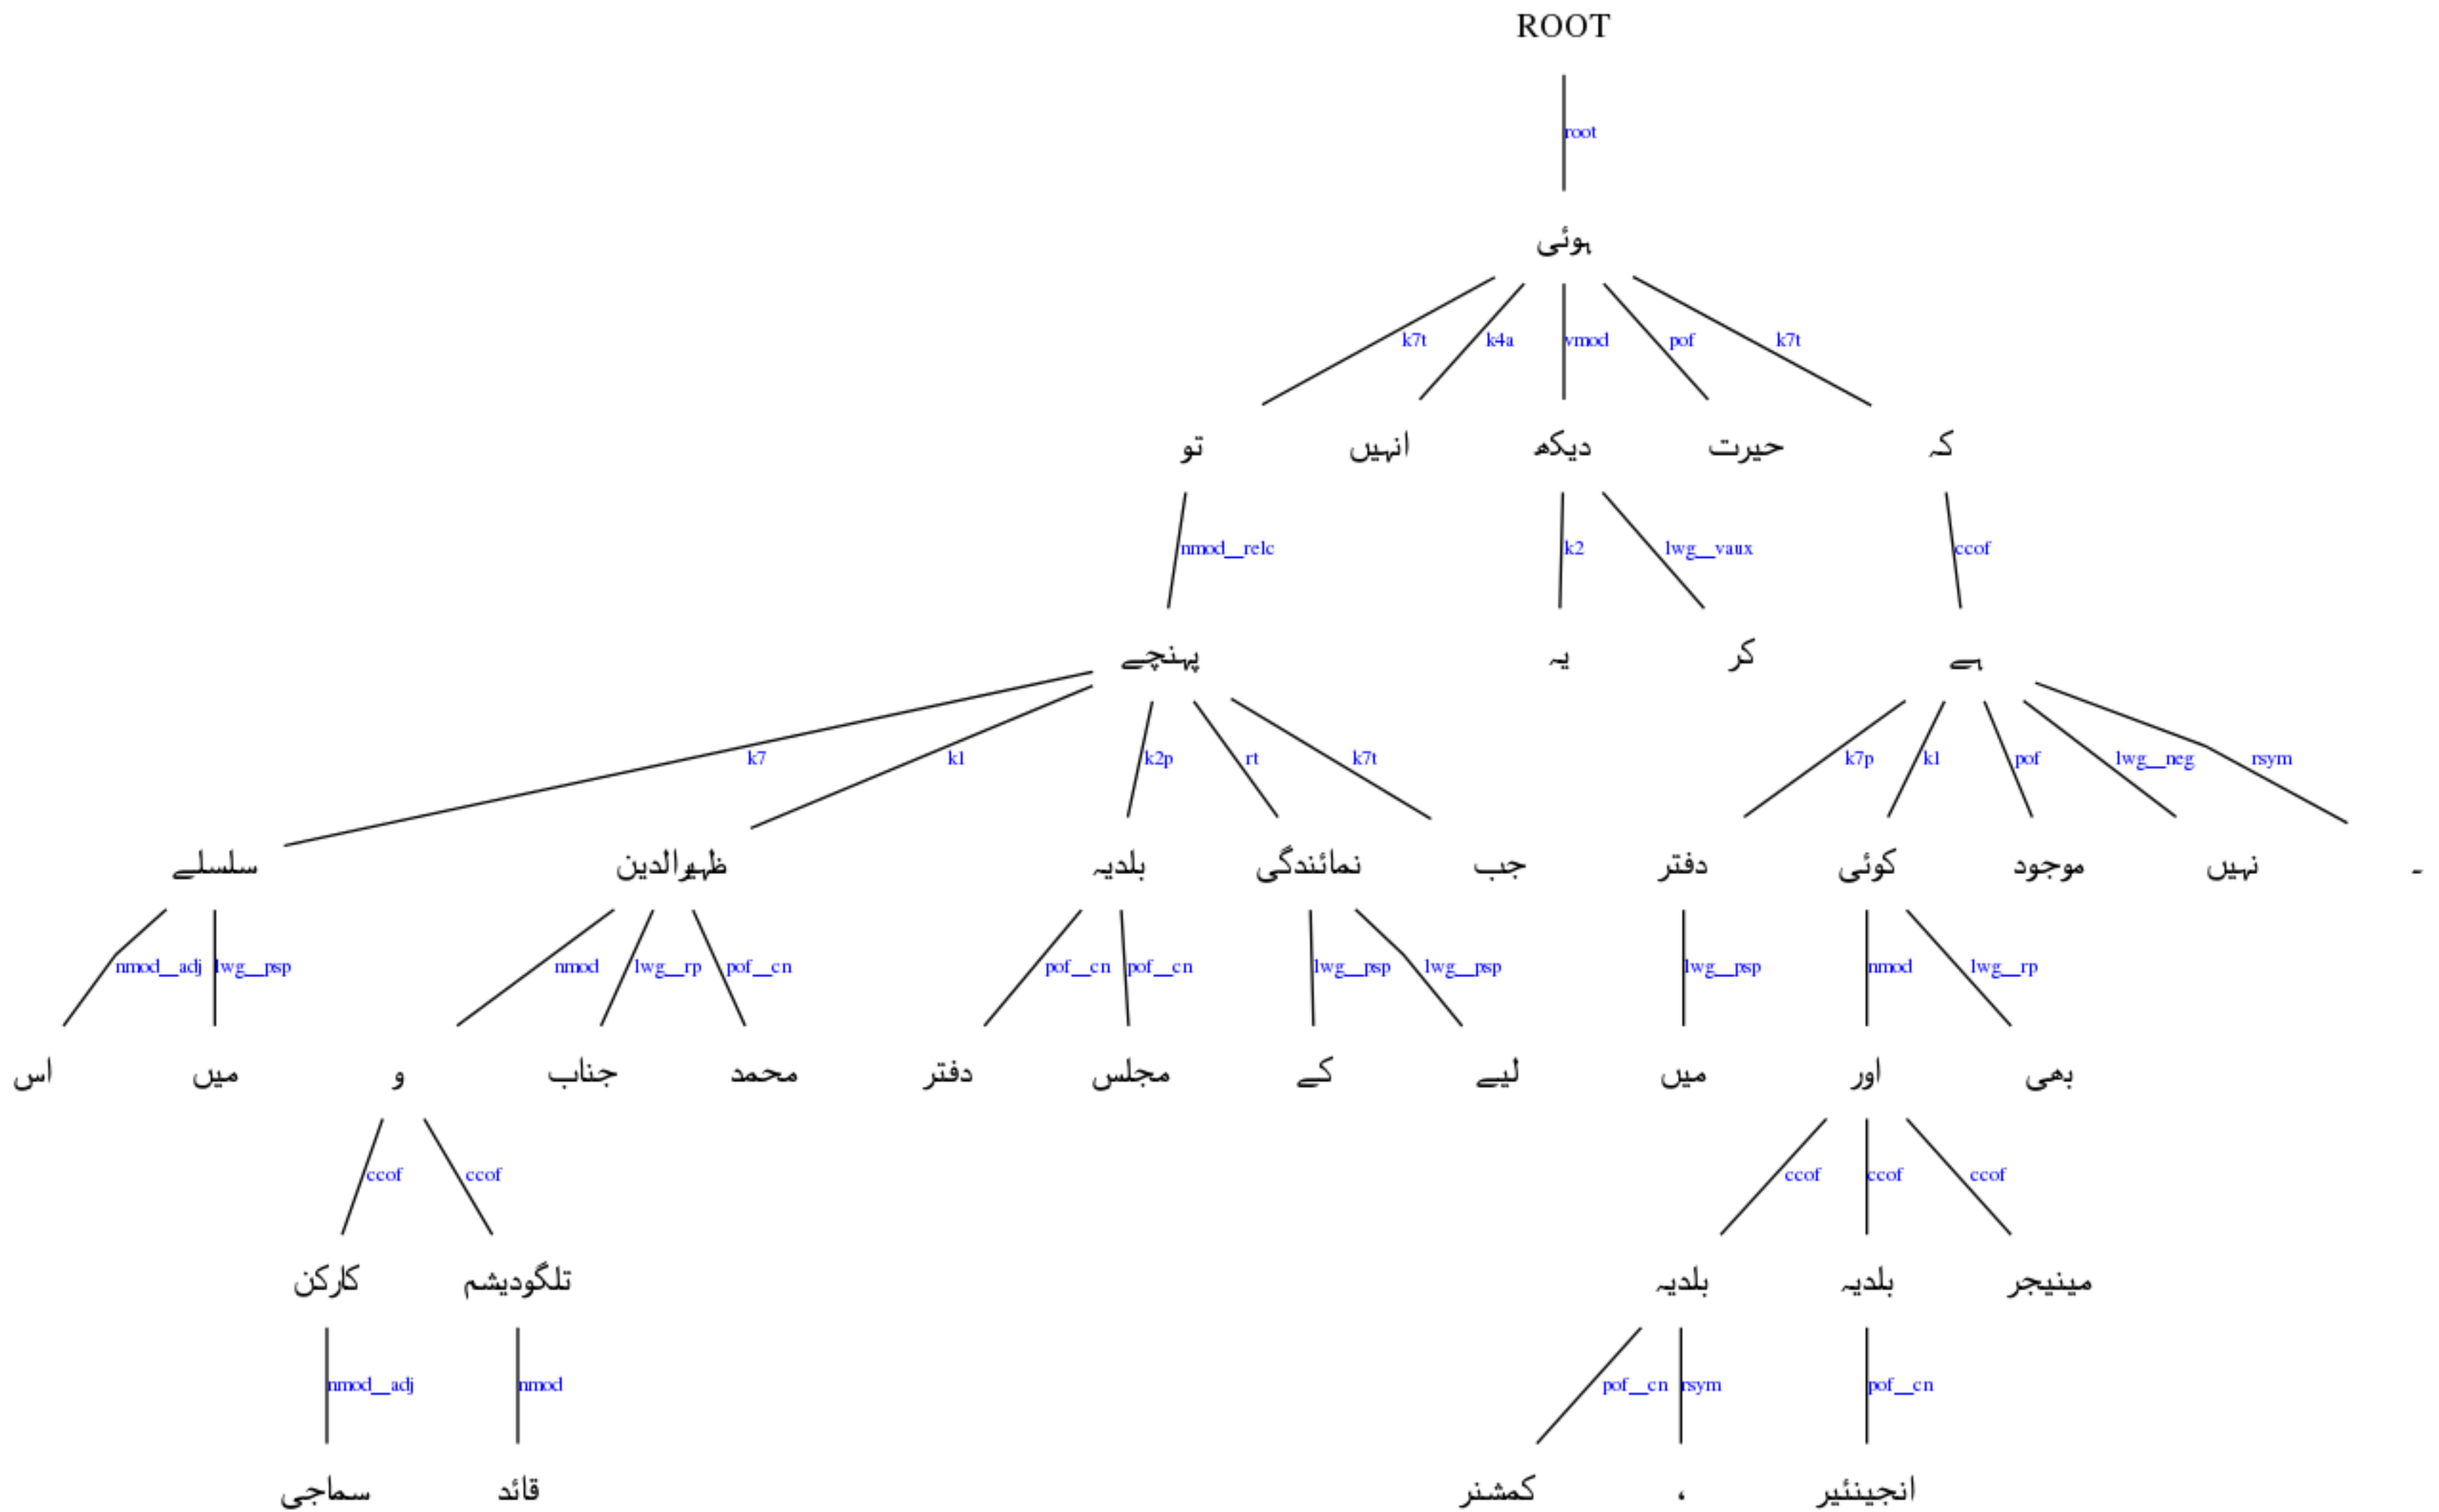 ROOT
root
ہوئی
k7t k4a vmod pof k7t
تو انہیں دیکھ حیرت کہ
nmod__relc k2 lwg__vaux ccof
پہنچے یہ کر ہے
k7 k1 k2p rt k7t k7p k1 pof lwg__neg rsym
سلسلے ظہیرالدین بلدیہ نمائندگی جب دفتر کوئی موجود نہیں ۔
nmod__adj lwg__psp nmod lwg__rp pof__cn pof__cn pof__cn lwg__psp lwg__psp lwg__psp nmod lwg__rp
اس میں و جناب محمد دفتر مجلس کے لیے میں اور بھی
ccof ccof ccof ccof ccof
کارکن تلگودیشم بلدیہ بلدیہ مینیجر
nmod__adj nmod pof__cn rsym pof__cn
سماجی قائد کمشنر ، انجینئیر